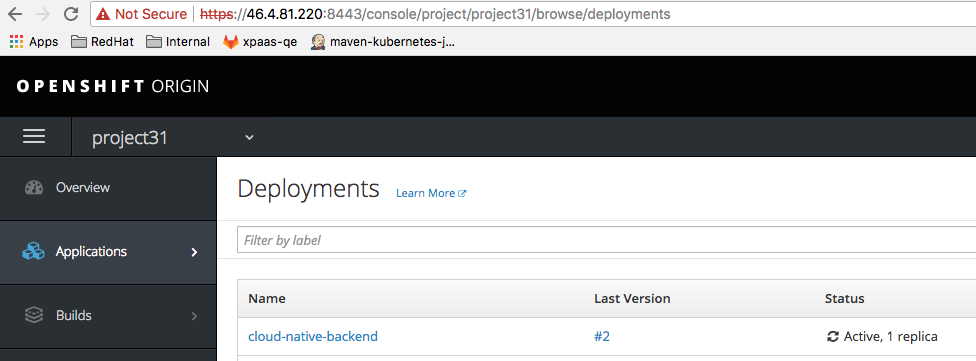 Not Secure https://46.4.81.220:8443/console/project/project31/browse/deployments
Apps RedHat Internal xpaas-qe maven-kubernetes-j...
OPENSHIFT ORIGIN
project31
Overview
Deployments Learn More
Filter by label
Applications
Name Last Version Status
Builds
cloud-native-backend #2 Active, 1 replica